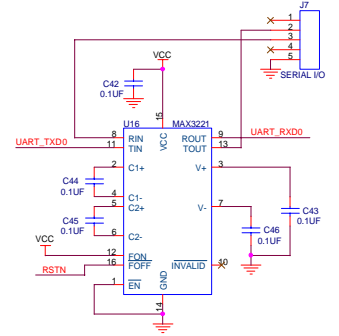 J7
1
2
3
4
5
SERIAL I/O
VCC
C42
0.1UF
15
U16
MAX3221
VCC
8
RIN
ROUT
9
UART_RXD0
UART_TXD0
11
TIN
TOUT
13
2
C1+
V+
3
C44
0.1UF
4
C1-
5
C2+
V-
7
C43
0.1UF
C45
0.1UF
6
C2-
C46
0.1UF
VCC
12
FON
16
FOFF
INVALID
10
RSTN
1
EN
GND
14